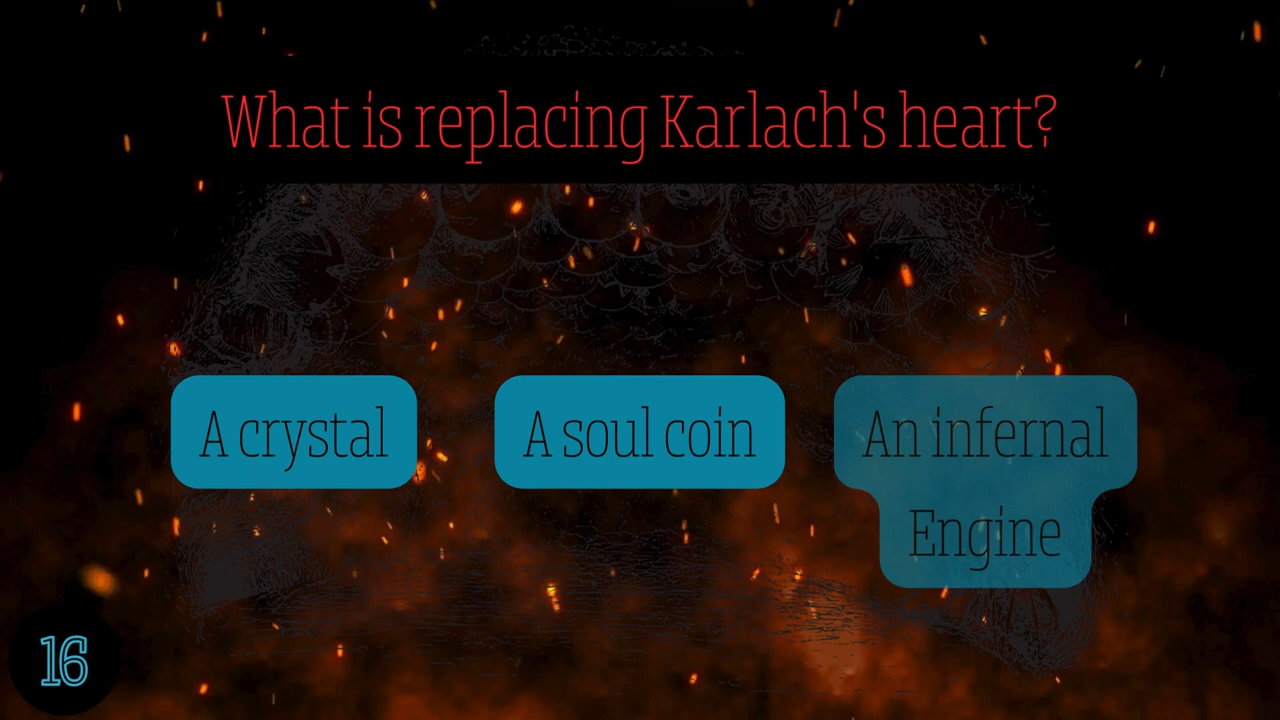 What is replacing Karlach's heart?
A crystal
A soul coin
An infernal
Engine
16